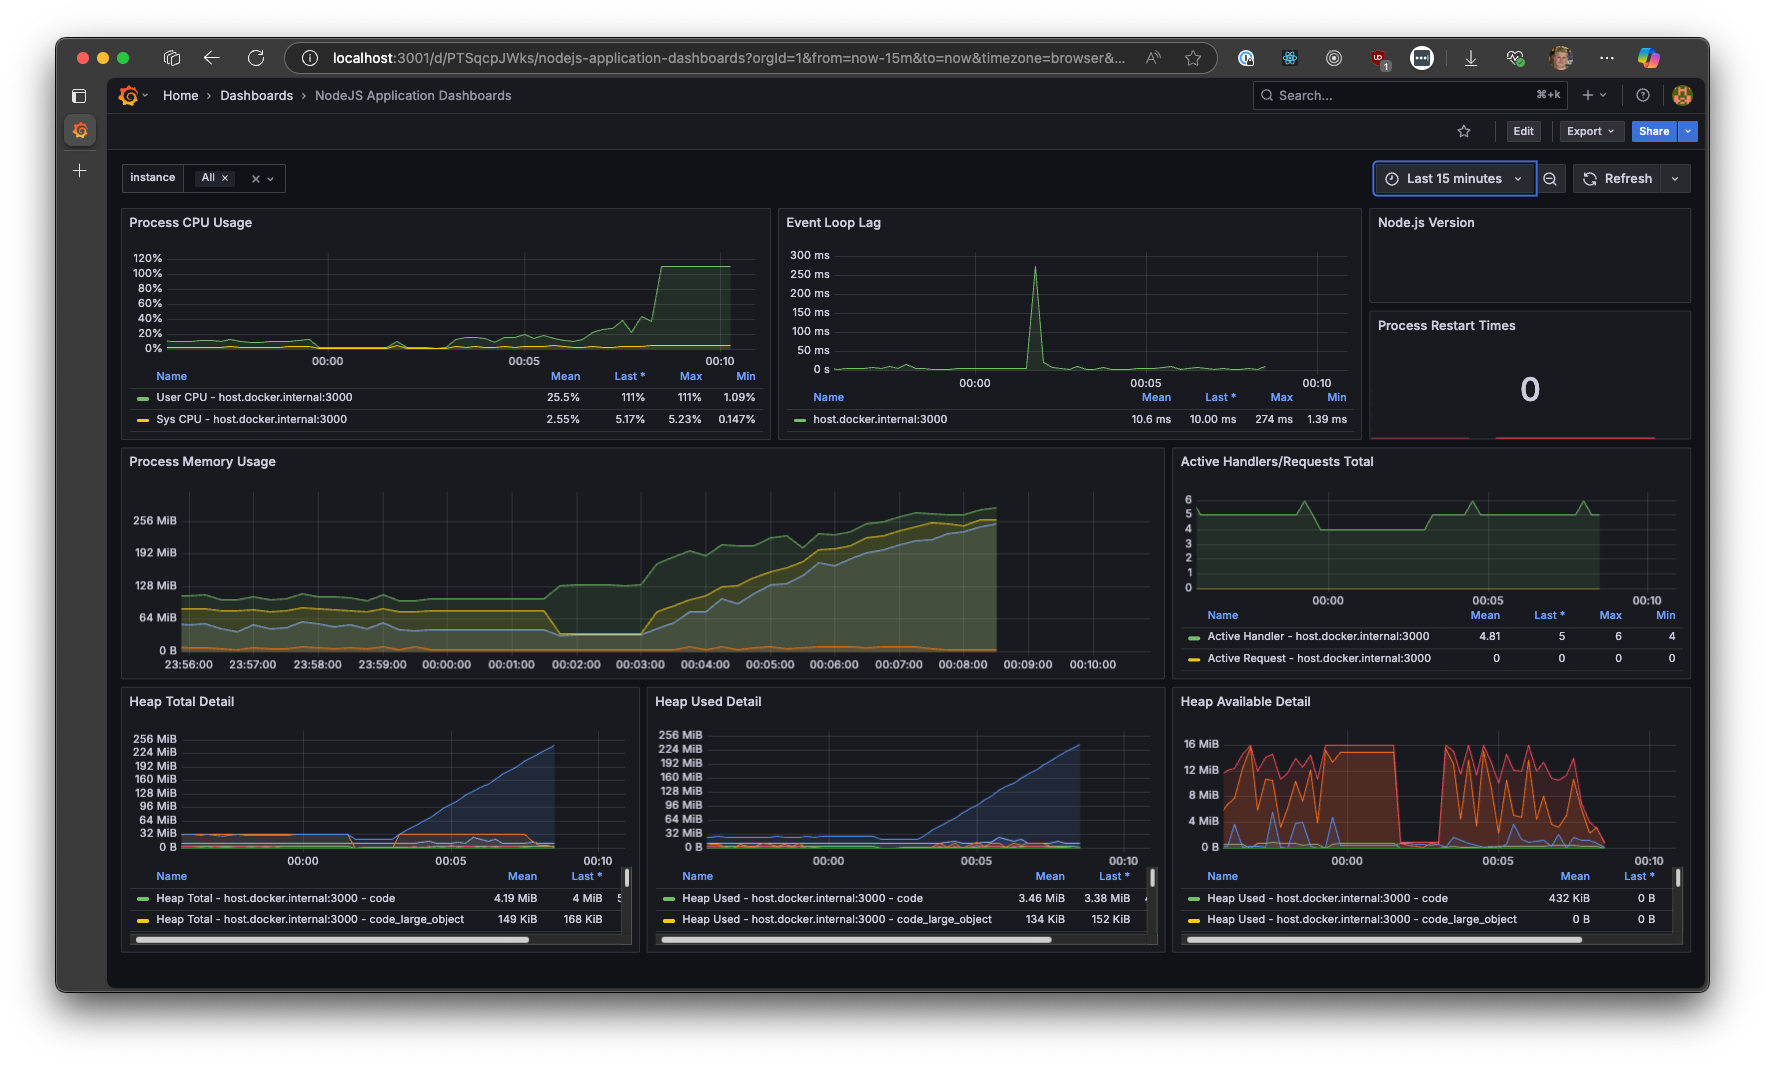 localhost:3001/d/PTSqcpJWks/nodejs-application-dashboards?orgId=1&from=now-15m&to=now&timezone=browser&...
Home › Dashboards › NodeJS Application Dashboards
Search... ⌘+k
Edit Export Share
instance All ×
Last 15 minutes Refresh
Process CPU Usage
120%
100%
80%
60%
40%
20%
0%
00:00 00:05 00:10
Name Mean Last * Max Min
User CPU - host.docker.internal:3000 25.5% 111% 111% 1.09%
Sys CPU - host.docker.internal:3000 2.55% 5.17% 5.23% 0.147%
Event Loop Lag
300 ms
250 ms
200 ms
150 ms
100 ms
50 ms
0 s
00:00 00:05 00:10
Name Mean Last * Max Min
host.docker.internal:3000 10.6 ms 10.00 ms 274 ms 1.39 ms
Node.js Version
Process Restart Times
0
Process Memory Usage
256 MiB
192 MiB
128 MiB
64 MiB
0 B
23:56:00 23:57:00 23:58:00 23:59:00 00:00:00 00:01:00 00:02:00 00:03:00 00:04:00 00:05:00 00:06:00 00:07:00 00:08:00 00:09:00 00:10:00
Active Handlers/Requests Total
6
5
4
3
2
1
0
00:00 00:05 00:10
Name Mean Last * Max Min
Active Handler - host.docker.internal:3000 4.81 5 6 4
Active Request - host.docker.internal:3000 0 0 0 0
Heap Total Detail
256 MiB
224 MiB
192 MiB
160 MiB
128 MiB
96 MiB
64 MiB
32 MiB
0 B
00:00 00:05 00:10
Name Mean Last *
Heap Total - host.docker.internal:3000 - code 4.19 MiB 4 MiB
Heap Total - host.docker.internal:3000 - code_large_object 149 KiB 168 KiB
Heap Used Detail
256 MiB
224 MiB
192 MiB
160 MiB
128 MiB
96 MiB
64 MiB
32 MiB
0 B
00:00 00:05 00:10
Name Mean Last *
Heap Used - host.docker.internal:3000 - code 3.46 MiB 3.38 MiB
Heap Used - host.docker.internal:3000 - code_large_object 134 KiB 152 KiB
Heap Available Detail
16 MiB
12 MiB
8 MiB
4 MiB
0 B
00:00 00:05 00:10
Name Mean Last *
Heap Used - host.docker.internal:3000 - code 432 KiB 0 B
Heap Used - host.docker.internal:3000 - code_large_object 0 B 0 B